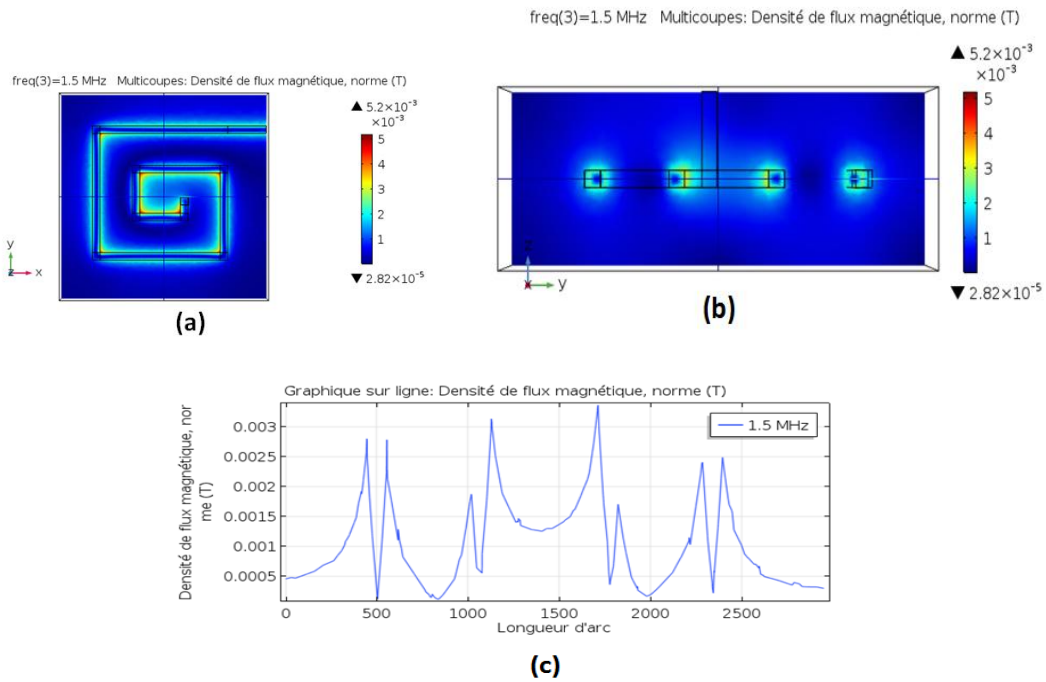 freq(3)=1.5 MHz Multicoupes: Densité de flux magnétique, norme (T)
▲ 5.2×10⁻³
×10⁻³
5
4
3
2
1
▼ 2.82×10⁻⁵
y
z
x
(a)
freq(3)=1.5 MHz Multicoupes: Densité de flux magnétique, norme (T)
▲ 5.2×10⁻³
×10⁻³
5
4
3
2
1
▼ 2.82×10⁻⁵
z
x
y
(b)
Graphique sur ligne: Densité de flux magnétique, norme (T)
Densité de flux magnétique, nor
me (T)
0.003
0.0025
0.002
0.0015
0.001
0.0005
1.5 MHz
0 500 1000 1500 2000 2500
Longueur d'arc
(c)